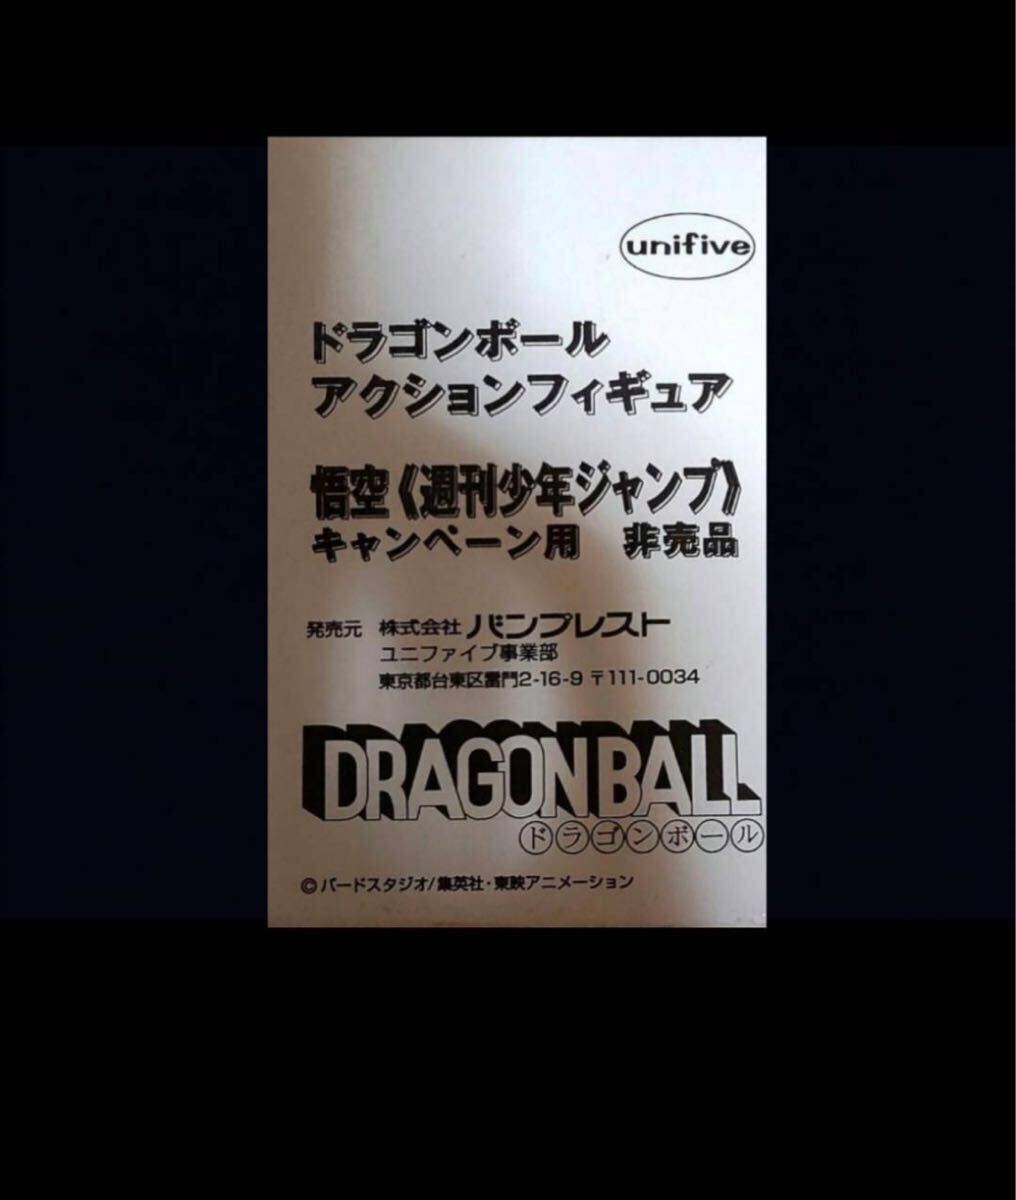 unifive
ドラゴンボール
アクションフィギュア
悟空《週刊少年ジャンプ》
キャンペーン用　非売品
発売元　株式会社 バンプレスト
ユニファイブ事業部
東京都台東区雷門2-16-9 〒111-0034
DRAGON BALL
ドラゴンボール
©バードスタジオ/集英社・東映アニメーション